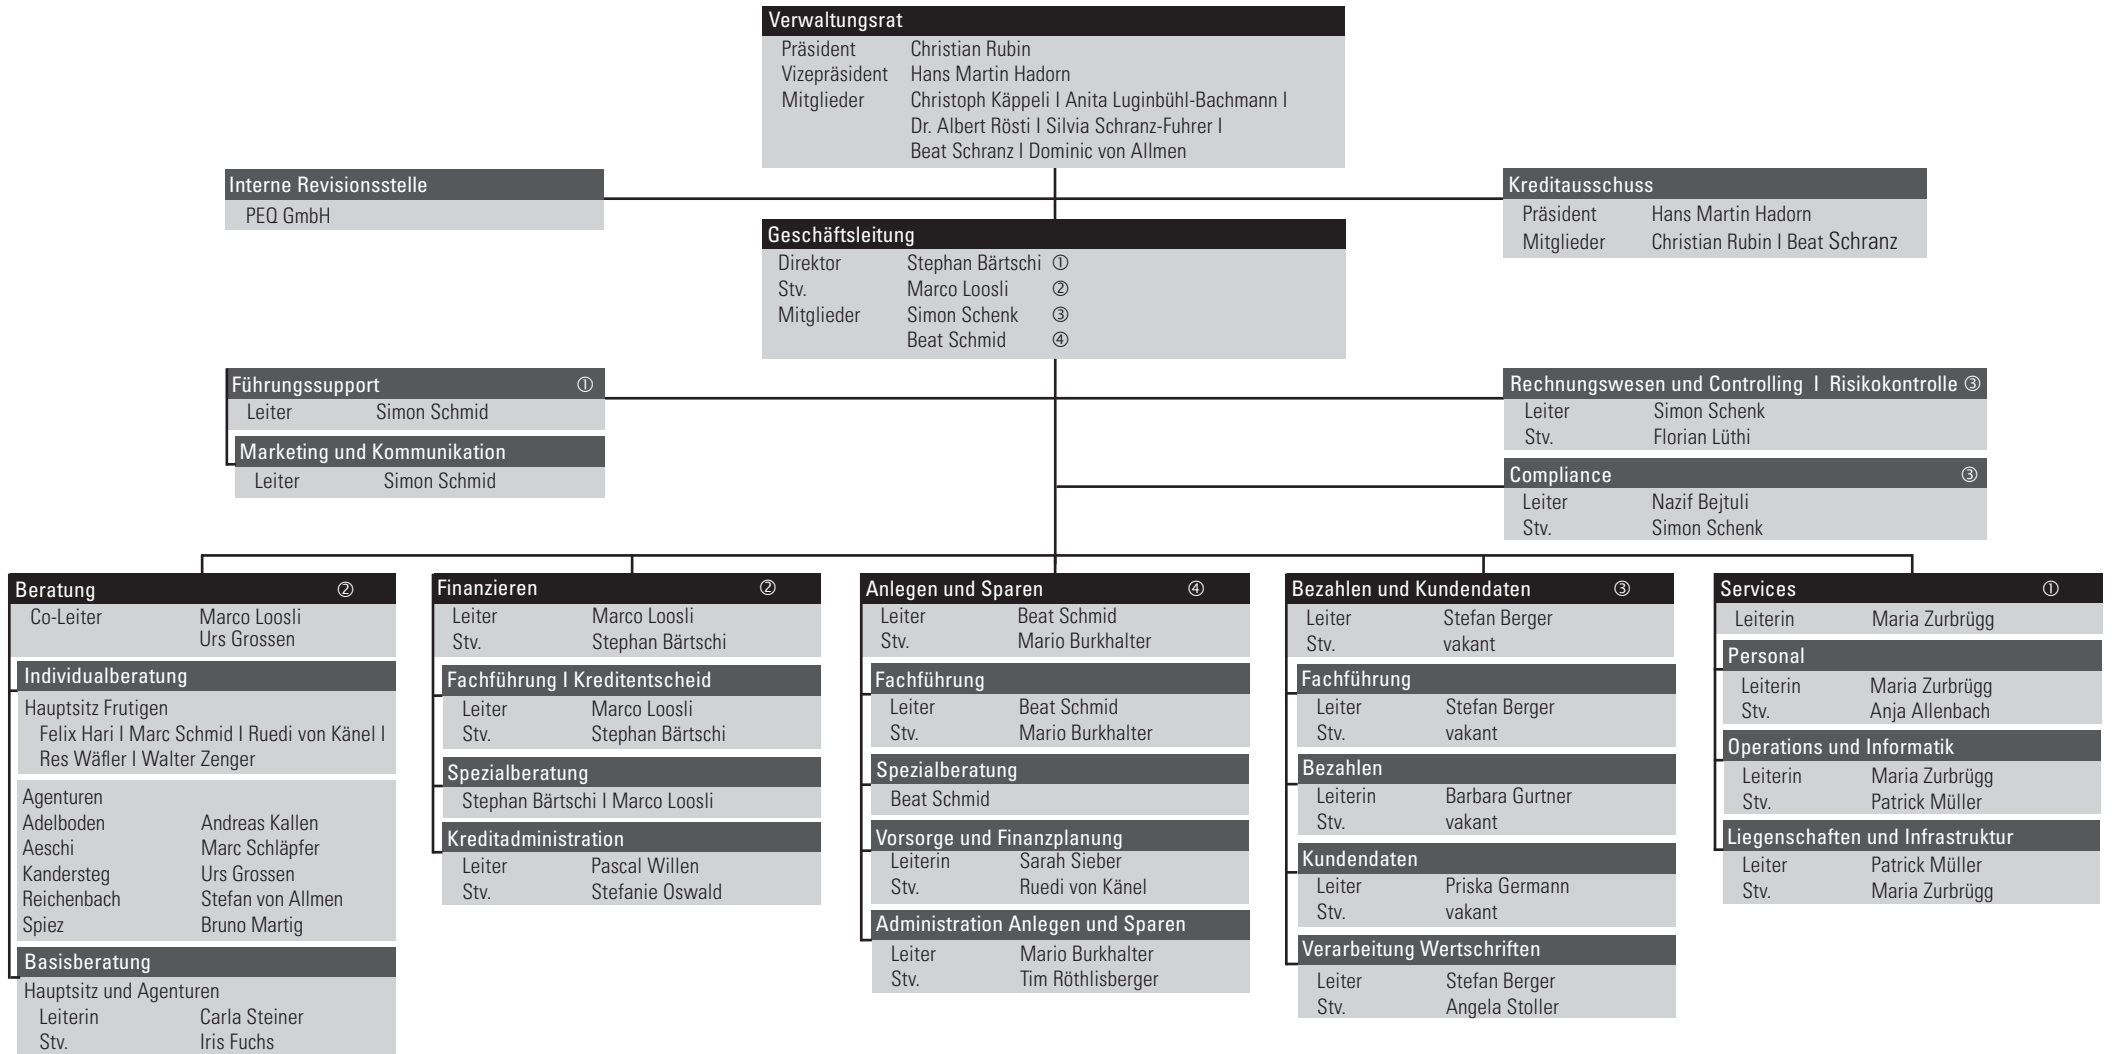 Verwaltungsrat
Präsident Christian Rubin
Vizepräsident Hans Martin Hadorn
Mitglieder Christoph Käppeli I Anita Luginbühl-Bachmann I
Dr. Albert Rösti I Silvia Schranz-Fuhrer I
Beat Schranz I Dominic von Allmen
Interne Revisionsstelle
PEQ GmbH
Kreditausschuss
Präsident Hans Martin Hadorn
Mitglieder Christian Rubin I Beat Schranz
Geschäftsleitung
Direktor Stephan Bärtschi ①
Stv. Marco Loosli ②
Mitglieder Simon Schenk ③
Beat Schmid ④
Führungssupport ①
Leiter Simon Schmid
Marketing und Kommunikation
Leiter Simon Schmid
Rechnungswesen und Controlling I Risikokontrolle ③
Leiter Simon Schenk
Stv. Florian Lüthi
Compliance ③
Leiter Nazif Bejtuli
Stv. Simon Schenk
Beratung ②
Co-Leiter Marco Loosli
Urs Grossen
Individualberatung
Hauptsitz Frutigen
Felix Hari I Marc Schmid I Ruedi von Känel I
Res Wäfler I Walter Zenger
Agenturen
Adelboden Andreas Kallen
Aeschi Marc Schläpfer
Kandersteg Urs Grossen
Reichenbach Stefan von Allmen
Spiez Bruno Martig
Basisberatung
Hauptsitz und Agenturen
Leiterin Carla Steiner
Stv. Iris Fuchs
Finanzieren ②
Leiter Marco Loosli
Stv. Stephan Bärtschi
Fachführung I Kreditentscheid
Leiter Marco Loosli
Stv. Stephan Bärtschi
Spezialberatung
Stephan Bärtschi I Marco Loosli
Kreditadministration
Leiter Pascal Willen
Stv. Stefanie Oswald
Anlegen und Sparen ④
Leiter Beat Schmid
Stv. Mario Burkhalter
Fachführung
Leiter Beat Schmid
Stv. Mario Burkhalter
Spezialberatung
Beat Schmid
Vorsorge und Finanzplanung
Leiterin Sarah Sieber
Stv. Ruedi von Känel
Administration Anlegen und Sparen
Leiter Mario Burkhalter
Stv. Tim Röthlisberger
Bezahlen und Kundendaten ③
Leiter Stefan Berger
Stv. vakant
Fachführung
Leiter Stefan Berger
Stv. vakant
Bezahlen
Leiterin Barbara Gurtner
Stv. vakant
Kundendaten
Leiter Priska Germann
Stv. vakant
Verarbeitung Wertschriften
Leiter Stefan Berger
Stv. Angela Stoller
Services ①
Leiterin Maria Zurbrügg
Personal
Leiterin Maria Zurbrügg
Stv. Anja Allenbach
Operations und Informatik
Leiterin Maria Zurbrügg
Stv. Patrick Müller
Liegenschaften und Infrastruktur
Leiter Patrick Müller
Stv. Maria Zurbrügg